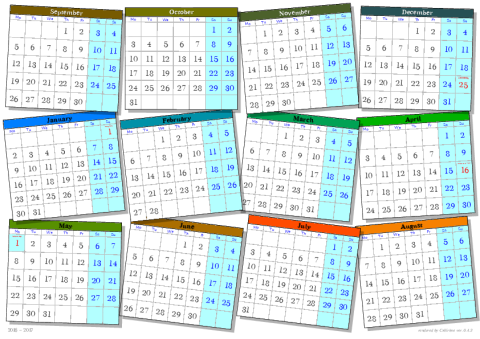 September
Mo Tu We Th Fr Sa Su
1 2 3 4
5 6 7 8 9 10 11
12 13 14 15 16 17 18
19 20 21 22 23 24 25
26 27 28 29 30
October
Mo Tu We Th Fr Sa Su
1 2
3 4 5 6 7 8 9
10 11 12 13 14 15 16
17 18 19 20 21 22 23
24 25 26 27 28 29 30
31
November
Mo Tu We Th Fr Sa Su
1 2 3 4 5 6
7 8 9 10 11 12 13
14 15 16 17 18 19 20
21 22 23 24 25 26 27
28 29 30
December
Mo Tu We Th Fr Sa Su
1 2 3 4
5 6 7 8 9 10 11
12 13 14 15 16 17 18
19 20 21 22 23 24 25
26 27 28 29 30 31
January
Mo Tu We Th Fr Sa Su
1
2 3 4 5 6 7 8
9 10 11 12 13 14 15
16 17 18 19 20 21 22
23 24 25 26 27 28 29
30 31
February
Mo Tu We Th Fr Sa Su
1 2 3 4 5
6 7 8 9 10 11 12
13 14 15 16 17 18 19
20 21 22 23 24 25 26
27 28
March
Mo Tu We Th Fr Sa Su
1 2 3 4 5
6 7 8 9 10 11 12
13 14 15 16 17 18 19
20 21 22 23 24 25 26
27 28 29 30 31
April
Mo Tu We Th Fr Sa Su
1 2
3 4 5 6 7 8 9
10 11 12 13 14 15 16
17 18 19 20 21 22 23
24 25 26 27 28 29 30
May
Mo Tu We Th Fr Sa Su
1 2 3 4 5 6 7
8 9 10 11 12 13 14
15 16 17 18 19 20 21
22 23 24 25 26 27 28
29 30 31
June
Mo Tu We Th Fr Sa Su
1 2 3 4
5 6 7 8 9 10 11
12 13 14 15 16 17 18
19 20 21 22 23 24 25
26 27 28 29 30
July
Mo Tu We Th Fr Sa Su
1 2
3 4 5 6 7 8 9
10 11 12 13 14 15 16
17 18 19 20 21 22 23
24 25 26 27 28 29 30
31
August
Mo Tu We Th Fr Sa Su
1 2 3 4 5 6
7 8 9 10 11 12 13
14 15 16 17 18 19 20
21 22 23 24 25 26 27
28 29 30 31
2016 - 2017